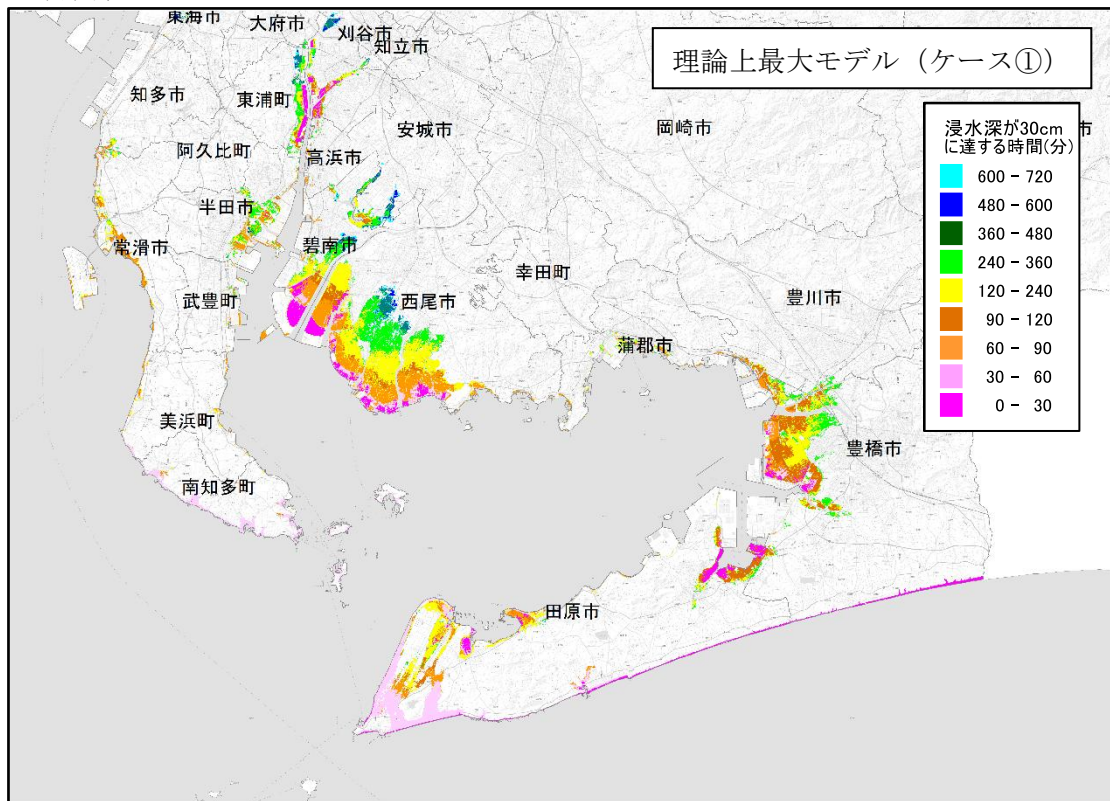 理論上最大モデル（ケース①）
東海市
大府市
刈谷市
知立市
知多市
東浦町
安城市
岡崎市
市
阿久比町
高浜市
半田市
常滑市
碧南市
幸田町
豊川市
武豊町
西尾市
蒲郡市
美浜町
豊橋市
南知多町
田原市
浸水深が30cm
に達する時間(分)
600－720
480－600
360－480
240－360
120－240
90－120
60－90
30－60
0－30